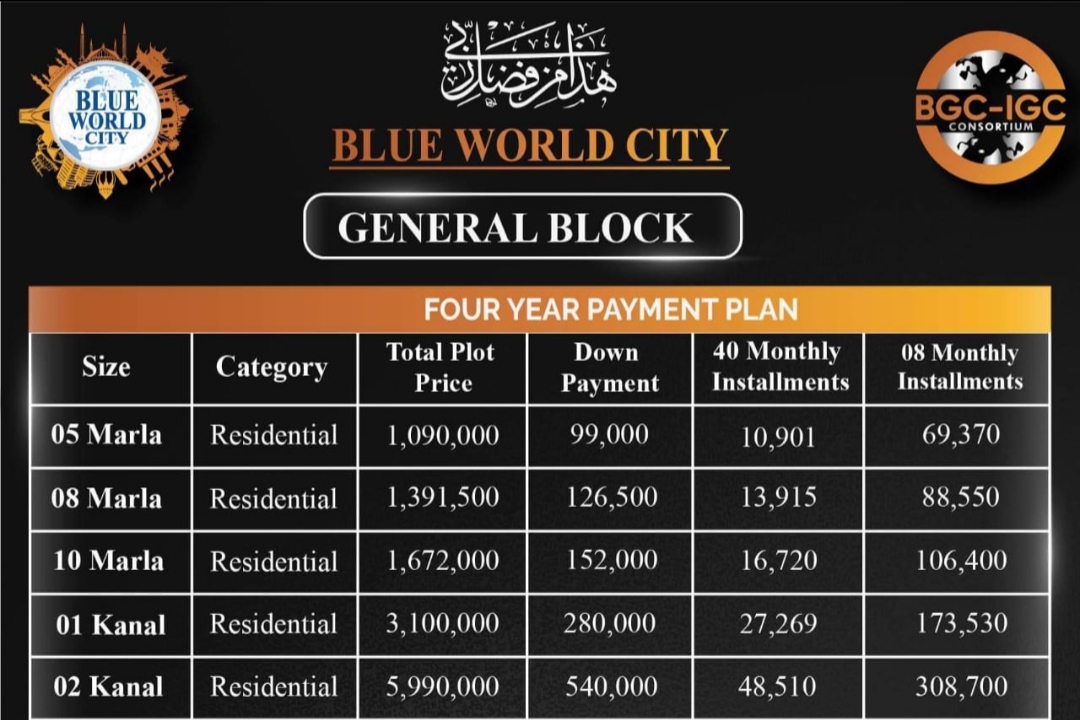 BLUE
WORLD
CITY
هذا من فضل ربي
BGC-IGC
CONSORTIUM
BLUE WORLD CITY
GENERAL BLOCK
FOUR YEAR PAYMENT PLAN
Size Category Total Plot Price Down Payment 40 Monthly Installments 08 Monthly Installments
05 Marla Residential 1,090,000 99,000 10,901 69,370
08 Marla Residential 1,391,500 126,500 13,915 88,550
10 Marla Residential 1,672,000 152,000 16,720 106,400
01 Kanal Residential 3,100,000 280,000 27,269 173,530
02 Kanal Residential 5,990,000 540,000 48,510 308,700